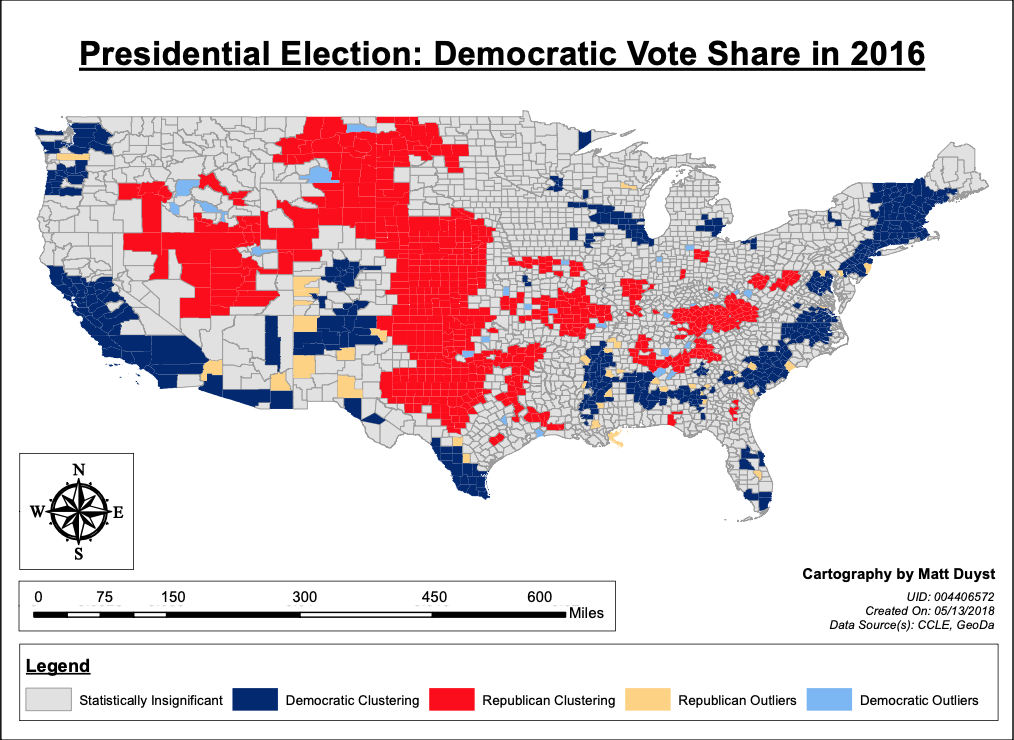 Presidential Election: Democratic Vote Share in 2016
N
W
E
S
0 75 150 300 450 600
Miles
Cartography by Matt Duyst
UID: 004406572
Created On: 05/13/2018
Data Source(s): CCLE, GeoDa
Legend
Statistically Insignificant Democratic Clustering Republican Clustering Republican Outliers Democratic Outliers